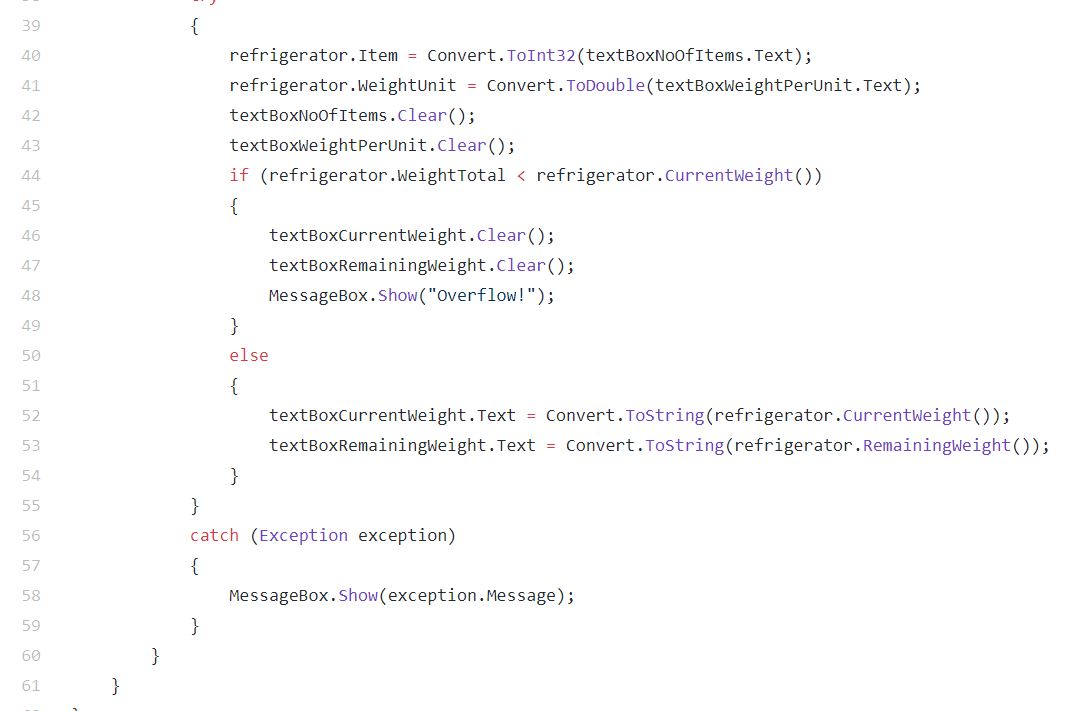 39 {
40 refrigerator.Item = Convert.ToInt32(textBoxNoOfItems.Text);
41 refrigerator.WeightUnit = Convert.ToDouble(textBoxWeightPerUnit.Text);
42 textBoxNoOfItems.Clear();
43 textBoxWeightPerUnit.Clear();
44 if (refrigerator.WeightTotal < refrigerator.CurrentWeight())
45 {
46 textBoxCurrentWeight.Clear();
47 textBoxRemainingWeight.Clear();
48 MessageBox.Show("Overflow!");
49 }
50 else
51 {
52 textBoxCurrentWeight.Text = Convert.ToString(refrigerator.CurrentWeight());
53 textBoxRemainingWeight.Text = Convert.ToString(refrigerator.RemainingWeight());
54 }
55 }
56 catch (Exception exception)
57 {
58 MessageBox.Show(exception.Message);
59 }
60 }
61 }